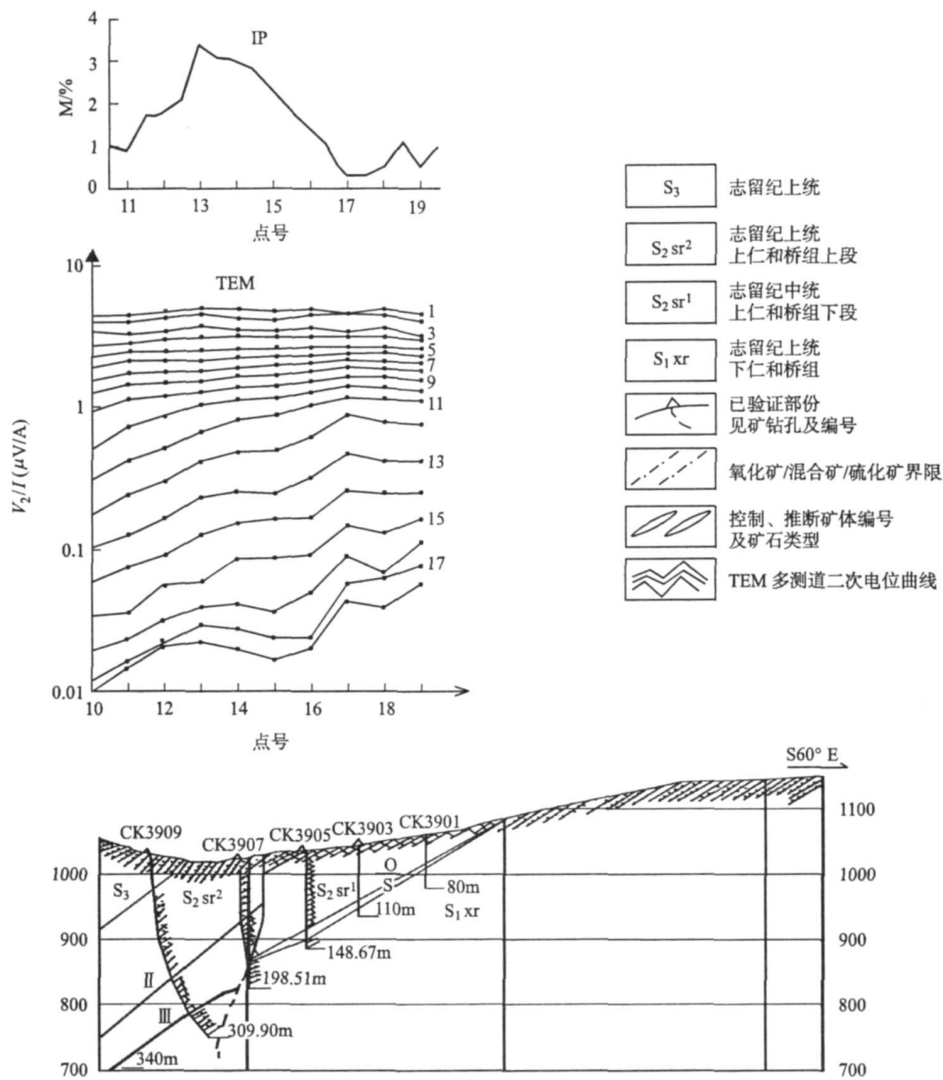 4
3
2
1
0
M/%
IP
11
13
15
17
19
点号
10
1
0.1
0.01
V₂/I (μV/A)
TEM
1
3
5
7
9
11
13
15
17
10
12
14
16
18
点号
S₃
志留纪上统
S₂ sr²
志留纪上统
上仁和桥组上段
S₂ sr¹
志留纪中统
上仁和桥组下段
S₁ xr
志留纪上统
下仁和桥组
已验证部份
见矿钻孔及编号
氧化矿/混合矿/硫化矿界限
控制、推断矿体编号
及矿石类型
TEM 多测道二次电位曲线
S60° E
1100
1000
900
800
700
1100
1000
900
800
700
CK3909
CK3907
CK3905
CK3903
CK3901
S₃
S₂ sr²
S₂ sr¹
O
S
S₁ xr
80m
110m
148.67m
198.51m
309.90m
340m
Ⅱ
Ⅲ